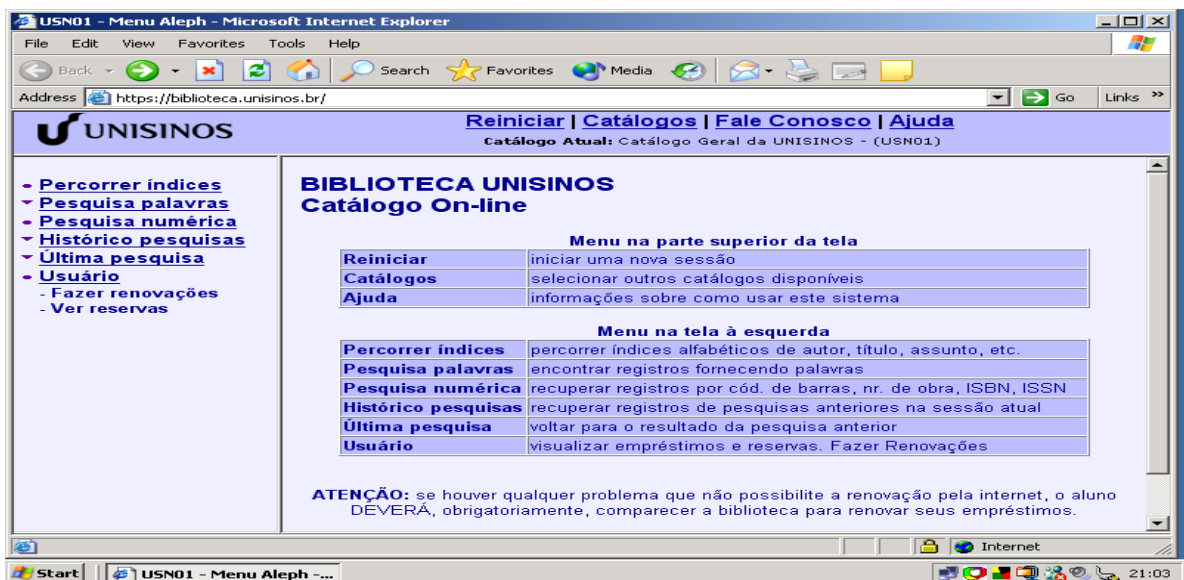 USN01 - Menu Aleph - Microsoft Internet Explorer
File Edit View Favorites Tools Help
Back Search Favorites Media
Address https://biblioteca.unisinos.br/ Go Links »
UNISINOS
Reiniciar | Catálogos | Fale Conosco | Ajuda
Catálogo Atual: Catálogo Geral da UNISINOS - (USN01)
Percorrer índices
Pesquisa palavras
Pesquisa numérica
Histórico pesquisas
Última pesquisa
Usuário
- Fazer renovações
- Ver reservas
BIBLIOTECA UNISINOS
Catálogo On-line
Menu na parte superior da tela
Reiniciar iniciar uma nova sessão
Catálogos selecionar outros catálogos disponíveis
Ajuda informações sobre como usar este sistema
Menu na tela à esquerda
Percorrer índices percorrer índices alfabéticos de autor, título, assunto, etc.
Pesquisa palavras encontrar registros fornecendo palavras
Pesquisa numérica recuperar registros por cód. de barras, nr. de obra, ISBN, ISSN
Histórico pesquisas recuperar registros de pesquisas anteriores na sessão atual
Última pesquisa voltar para o resultado da pesquisa anterior
Usuário visualizar empréstimos e reservas. Fazer Renovações
ATENÇÃO: se houver qualquer problema que não possibilite a renovação pela internet, o aluno
DEVERÁ, obrigatoriamente, comparecer a biblioteca para renovar seus empréstimos.
Internet
Start USN01 - Menu Aleph -... 21:03